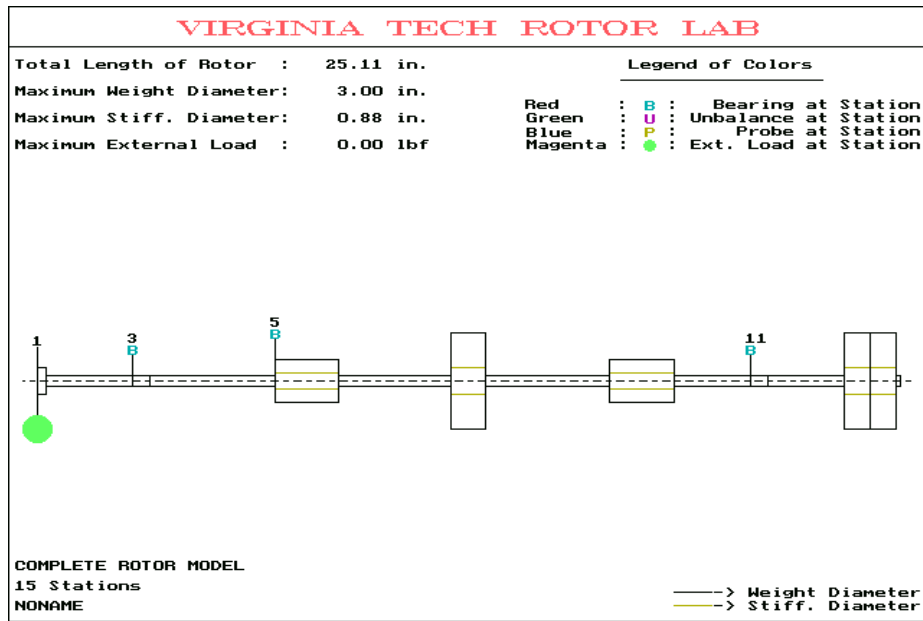 VIRGINIA TECH ROTOR LAB
Total Length of Rotor : 25.11 in.
Maximum Weight Diameter: 3.00 in.
Maximum Stiff. Diameter: 0.88 in.
Maximum External Load : 0.00 lbf
Legend of Colors
Red : B : Bearing at Station
Green : U : Unbalance at Station
Blue : P : Probe at Station
Magenta : : Ext. Load at Station
1
3
B
5
B
11
B
COMPLETE ROTOR MODEL
15 Stations
NONAME
——> Weight Diameter
——> Stiff. Diameter